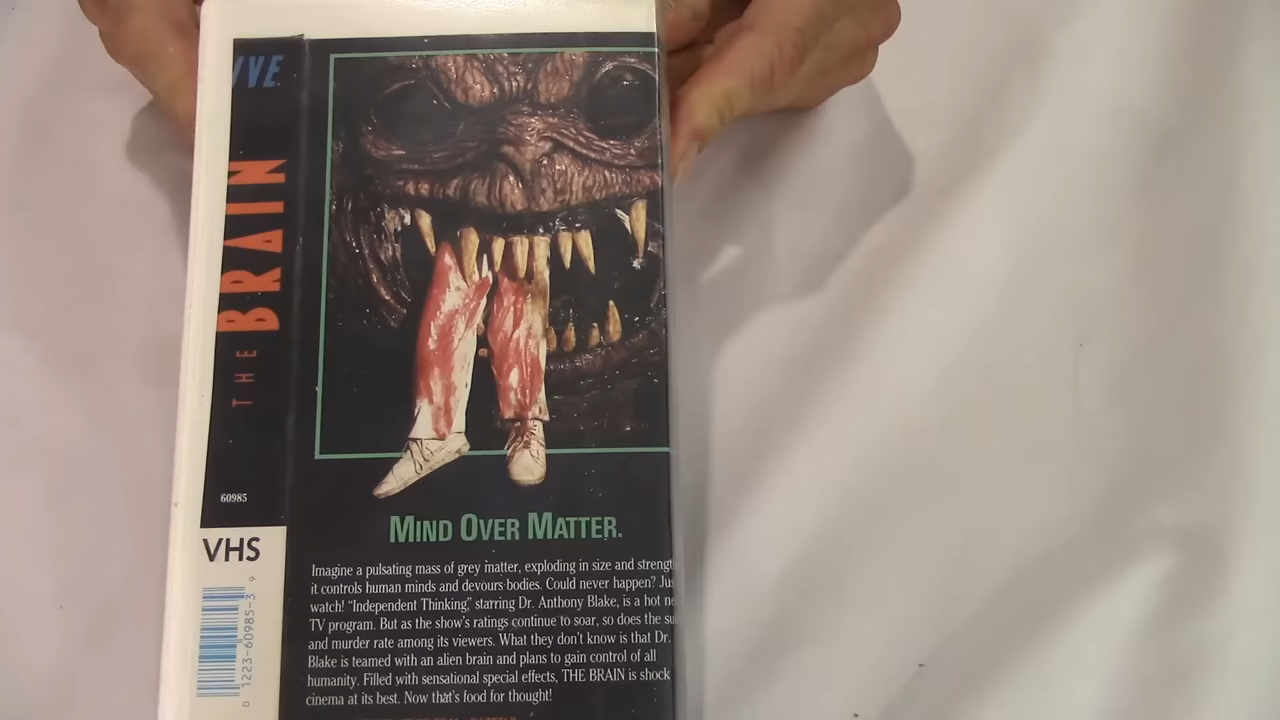 IVE
THE BRAIN
60985
VHS
0 1223-60985-3 9
MIND OVER MATTER.
Imagine a pulsating mass of grey matter, exploding in size and
it controls human minds and devours bodies. Could never happen?
watch! "Independent Thinking," starring Dr. Anthony Blake, is a hot
TV program. But as the show's ratings continue to soar, so does the
and murder rate among its viewers. What they don't know is that Dr.
Blake is teamed with an alien brain and plans to gain control of all
humanity. Filled with sensational special effects, THE BRAIN is shock
cinema at its best. Now that's food for thought!